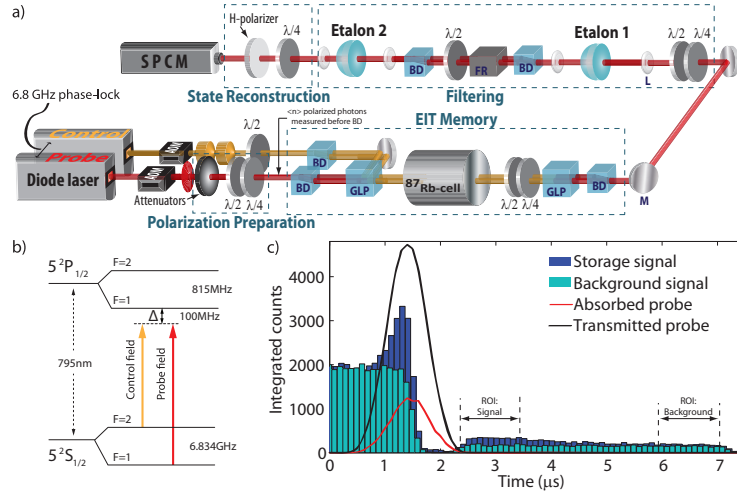 a)
H-polarizer
λ/4
SPCM
Etalon 2
λ/2
Etalon 1
λ/2 λ/4
BD
FR
BD
L
State Reconstruction
Filtering
6.8 GHz phase-lock
<n> polarized photons
measured before BD
EIT Memory
Control
Probe
Diode laser
AOM
AOM
λ/2
BD
BD
GLP
87Rb-cell
λ/2 λ/4
GLP
BD
M
Attenuators
λ/2 λ/4
Polarization Preparation
b)
5 ²P1/2
F=2
815MHz
F=1
Δ
100MHz
795nm
Control field
Probe field
F=2
6.834GHz
5 ²S1/2
F=1
c)
Integrated counts
4000
3000
2000
1000
0
Storage signal
Background signal
Absorbed probe
Transmitted probe
ROI:
Signal
ROI:
Background
0 1 2 3 4 5 6 7
Time (μs)